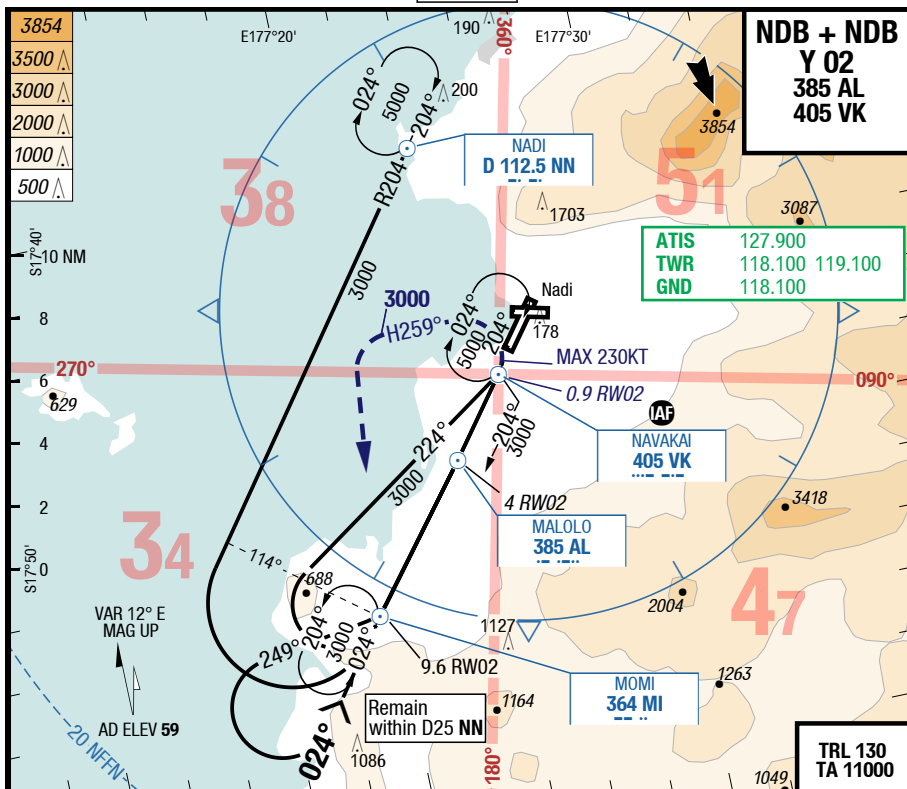 3854
3500
3000
2000
1000
500
E177°20'
190
360°
E177°30'
NDB + NDB
Y 02
385 AL
405 VK
024°
5000
204°
200
3854
NADI
D 112.5 NN
R204
38
51
1703
3087
ATIS 127.900
TWR 118.100 119.100
GND 118.100
S17°40'
10 NM
3000
3000
H259°
024°
5000
204°
Nadi
178
8
MAX 230KT
270°
090°
6
0.9 RW02
629
IAF
NAVAKAI
405 VK
224°
3000
204°
3000
4
4 RW02
3418
2
MALOLO
385 AL
34
S17°50'
0
114°
688
2004
47
VAR 12° E
MAG UP
204°
3000
024°
1127
249°
9.6 RW02
MOMI
364 MI
1263
1164
Remain
within D25 NN
AD ELEV 59
20 NFFN
024°
1086
180°
1049
TRL 130
TA 11000